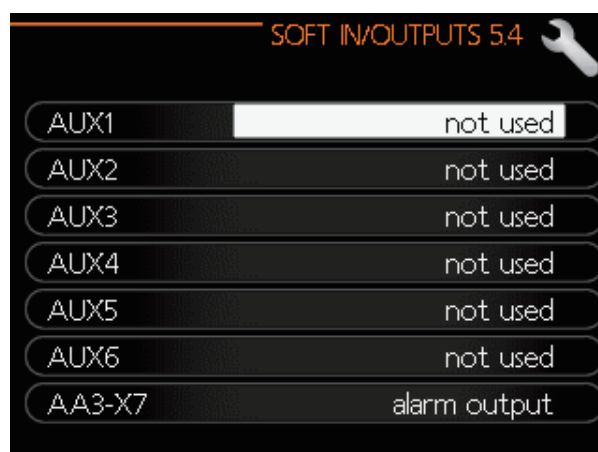 SOFT IN/OUTPUTS 5.4
AUX1 not used
AUX2 not used
AUX3 not used
AUX4 not used
AUX5 not used
AUX6 not used
AA3-X7 alarm output